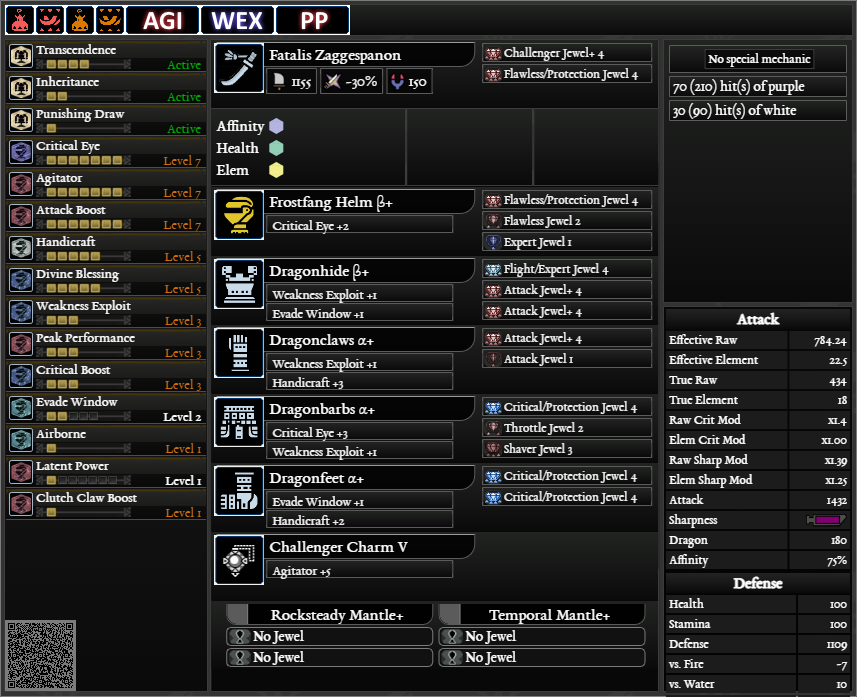 AGI WEX PP
Transcendence
Active
Inheritance
Active
Punishing Draw
Active
Critical Eye
Level 7
Agitator
Level 7
Attack Boost
Level 7
Handicraft
Level 5
Divine Blessing
Level 5
Weakness Exploit
Level 3
Peak Performance
Level 3
Critical Boost
Level 3
Evade Window
Level 2
Airborne
Level 1
Latent Power
Level 1
Clutch Claw Boost
Level 1
Fatalis Zaggespanon
1155 -30% 150
Challenger Jewel+ 4
Flawless/Protection Jewel 4
Affinity
Health
Elem
Frostfang Helm β+
Critical Eye +2
Flawless/Protection Jewel 4
Flawless Jewel 2
Expert Jewel 1
Dragonhide β+
Weakness Exploit +1
Evade Window +1
Flight/Expert Jewel 4
Attack Jewel+ 4
Attack Jewel+ 4
Dragonclaws α+
Weakness Exploit +1
Handicraft +3
Attack Jewel+ 4
Attack Jewel 1
Dragonbarbs α+
Critical Eye +3
Weakness Exploit +1
Critical/Protection Jewel 4
Throttle Jewel 2
Shaver Jewel 3
Dragonfeet α+
Evade Window +1
Handicraft +2
Critical/Protection Jewel 4
Critical/Protection Jewel 4
Challenger Charm V
Agitator +5
Rocksteady Mantle+
No Jewel
No Jewel
Temporal Mantle+
No Jewel
No Jewel
No special mechanic
70 (210) hit(s) of purple
30 (90) hit(s) of white
Attack
Effective Raw 784.24
Effective Element 22.5
True Raw 434
True Element 18
Raw Crit Mod x1.4
Elem Crit Mod x1.00
Raw Sharp Mod x1.39
Elem Sharp Mod x1.25
Attack 1432
Sharpness
Dragon 180
Affinity 75%
Defense
Health 100
Stamina 100
Defense 1109
vs. Fire -7
vs. Water 10